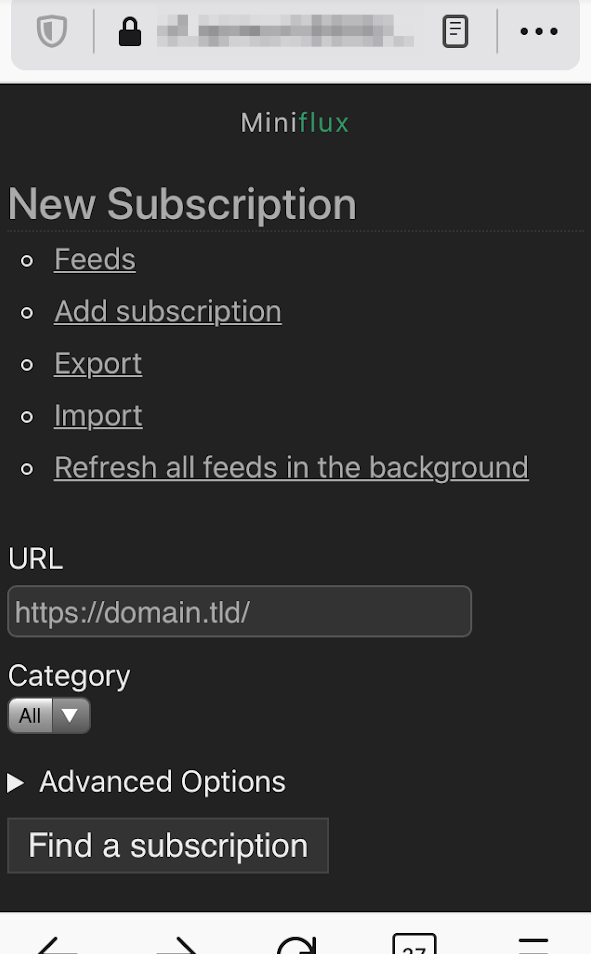 Miniflux
New Subscription
Feeds
Add subscription
Export
Import
Refresh all feeds in the background
URL
https://domain.tld/
Category
All
Advanced Options
Find a subscription